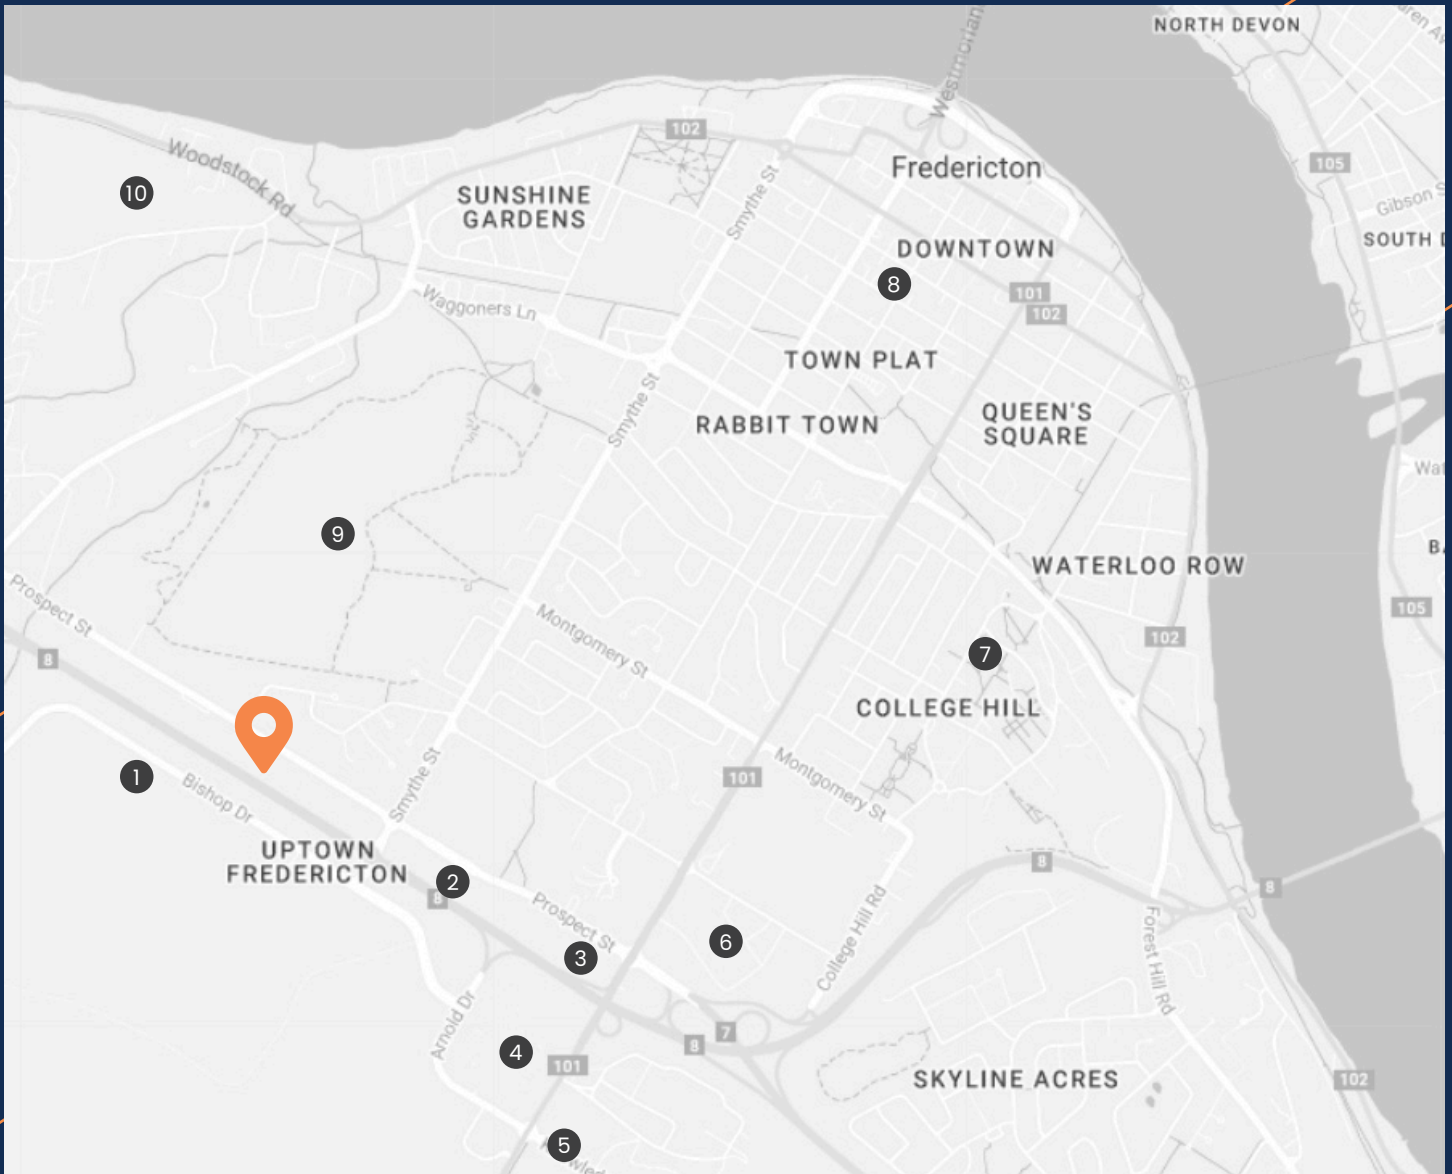 NORTH DEVON
Westmorlan
102
105
Woodstock Rd
Fredericton
10
SUNSHINE
GARDENS
Smythe St
Gibson S
DOWNTOWN
SOUTH
8
101
102
Waggoners Ln
TOWN PLAT
Smythe St
RABBIT TOWN
QUEEN'S
SQUARE
9
WATERLOO ROW
Prospect St
105
Montgomery St
102
8
7
COLLEGE HILL
1
101
Montgomery St
Bishop Dr
Smythe St
UPTOWN
FREDERICTON
8
2
8
8
Prospect St
College Hill Rd
6
3
Forest Hill Rd
Arnold Dr
7
8
4
101
SKYLINE ACRES
102
5